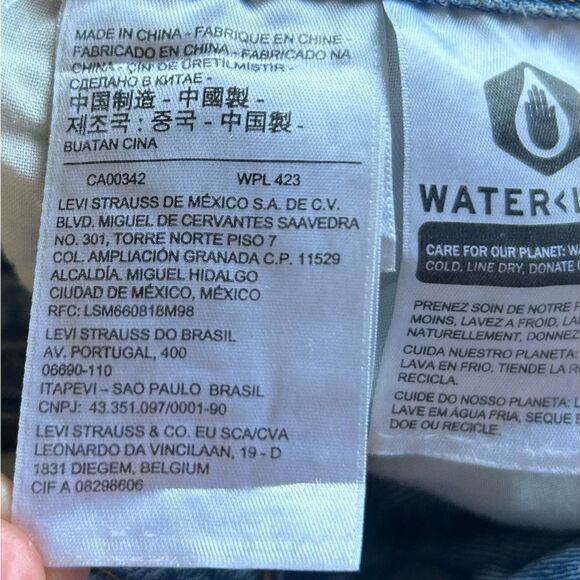 MADE IN CHINA - FABRIQUE EN CHINE -
FABRICADO EN CHINA - FABRICADO NA
CHINA - ÇIN'DE ÜRETILMISTIR -
СДЕЛАНО В КИТАЕ -
中国制造 - 中國製 -
제조국 : 중국 - 中国製 -
BUATAN CINA
CA00342 WPL 423
LEVI STRAUSS DE MÉXICO S.A. DE C.V.
BLVD. MIGUEL DE CERVANTES SAAVEDRA
NO. 301, TORRE NORTE PISO 7
COL. AMPLIACIÓN GRANADA C.P. 11529
ALCALDÍA. MIGUEL HIDALGO
CIUDAD DE MÉXICO, MÉXICO
RFC: LSM660818M98
LEVI STRAUSS DO BRASIL
AV. PORTUGAL, 400
06690-110
ITAPEVI – SAO PAULO BRASIL
CNPJ: 43.351.097/0001-90
LEVI STRAUSS & CO. EU SCA/CVA
LEONARDO DA VINCILAAN, 19 - D
1831 DIEGEM, BELGIUM
CIF A 08298606
WATER<
CARE FOR OUR PLANET:
COLD, LINE DRY, DONATE
PRENEZ SOIN DE NOTRE
MOINS, LAVEZ A FROID,
NATURELLEMENT, DONNEZ
CUIDA NUESTRO PLANETA:
LAVA EN FRIO, TIENDE LA
RECICLA.
CUIDE DO NOSSO PLANETA:
LAVE EM ÁGUA FRIA, SEQUE
DOE OU RECICLE.